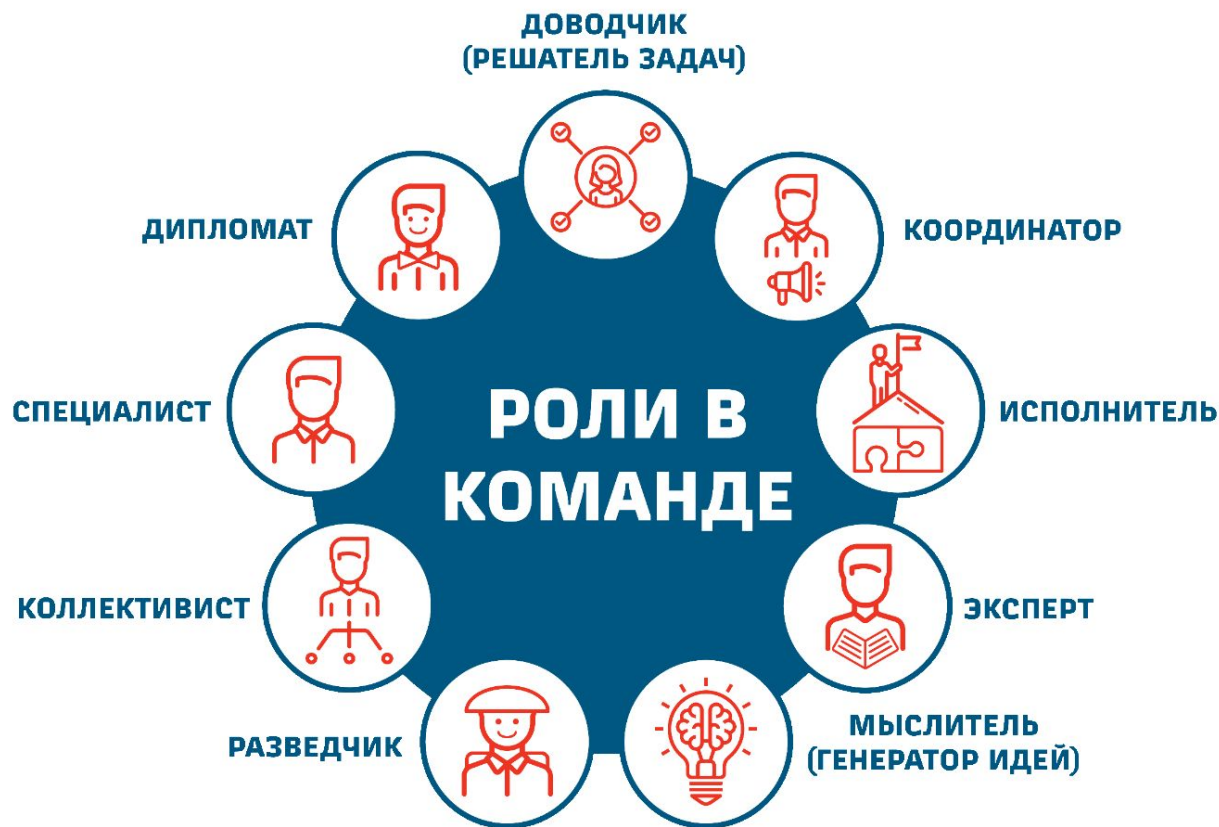 ДОВОДЧИК
(РЕШАТЕЛЬ ЗАДАЧ)
ДИПЛОМАТ
КООРДИНАТОР
СПЕЦИАЛИСТ
РОЛИ В
КОМАНДЕ
ИСПОЛНИТЕЛЬ
КОЛЛЕКТИВИСТ
ЭКСПЕРТ
РАЗВЕДЧИК
МЫСЛИТЕЛЬ
(ГЕНЕРАТОР ИДЕЙ)